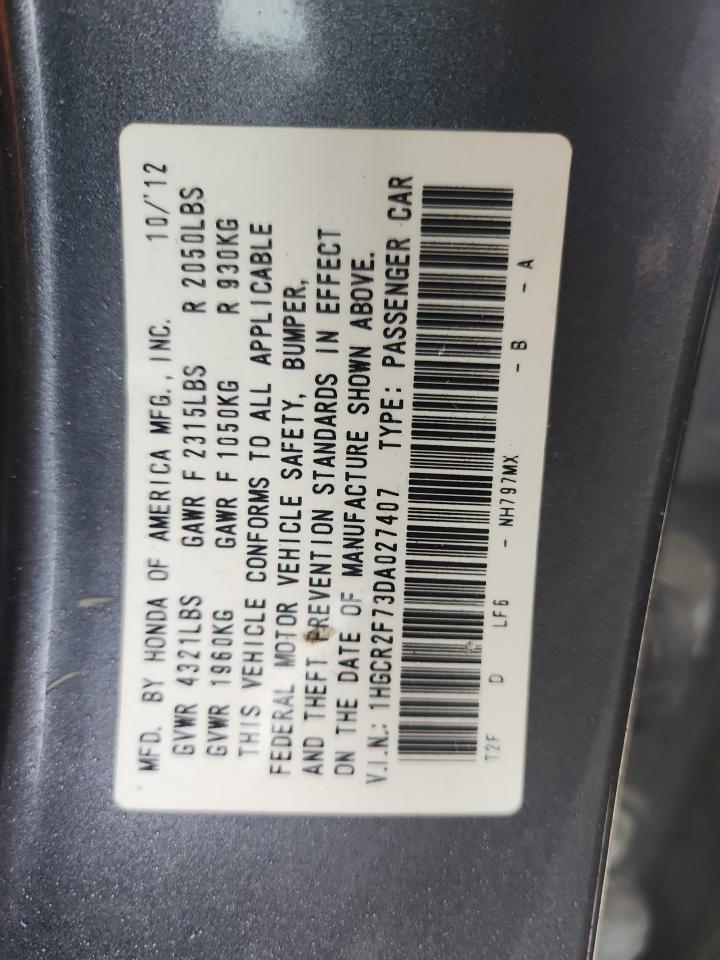 MFD. BY HONDA OF AMERICA MFG., INC. 10/'12
GVWR 4321LBS GAWR F 2315LBS R 2050LBS
GVWR 1960KG GAWR F 1050KG R 930KG
THIS VEHICLE CONFORMS TO ALL APPLICABLE
FEDERAL MOTOR VEHICLE SAFETY, BUMPER,
AND THEFT PREVENTION STANDARDS IN EFFECT
ON THE DATE OF MANUFACTURE SHOWN ABOVE.
V.I.N.: 1HGCR2F73DA027407 TYPE: PASSENGER CAR
T2F D LF6 - NH797MX - B - A